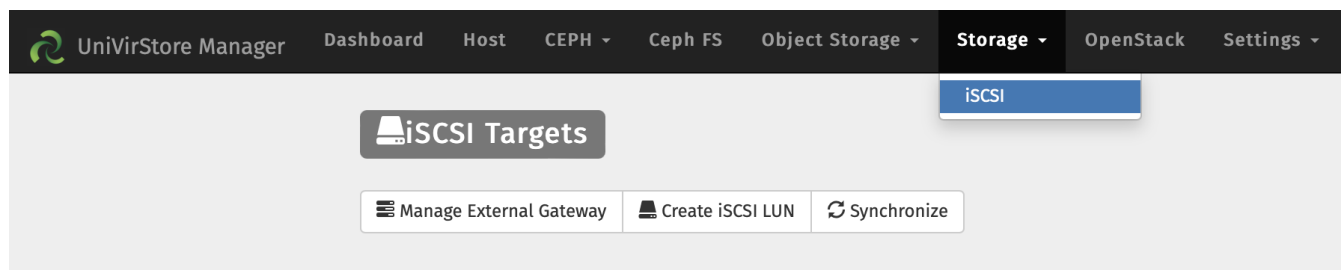 UniVirStore Manager Dashboard Host CEPH Ceph FS Object Storage Storage OpenStack Settings
iSCSI
iSCSI Targets
Manage External Gateway Create iSCSI LUN Synchronize